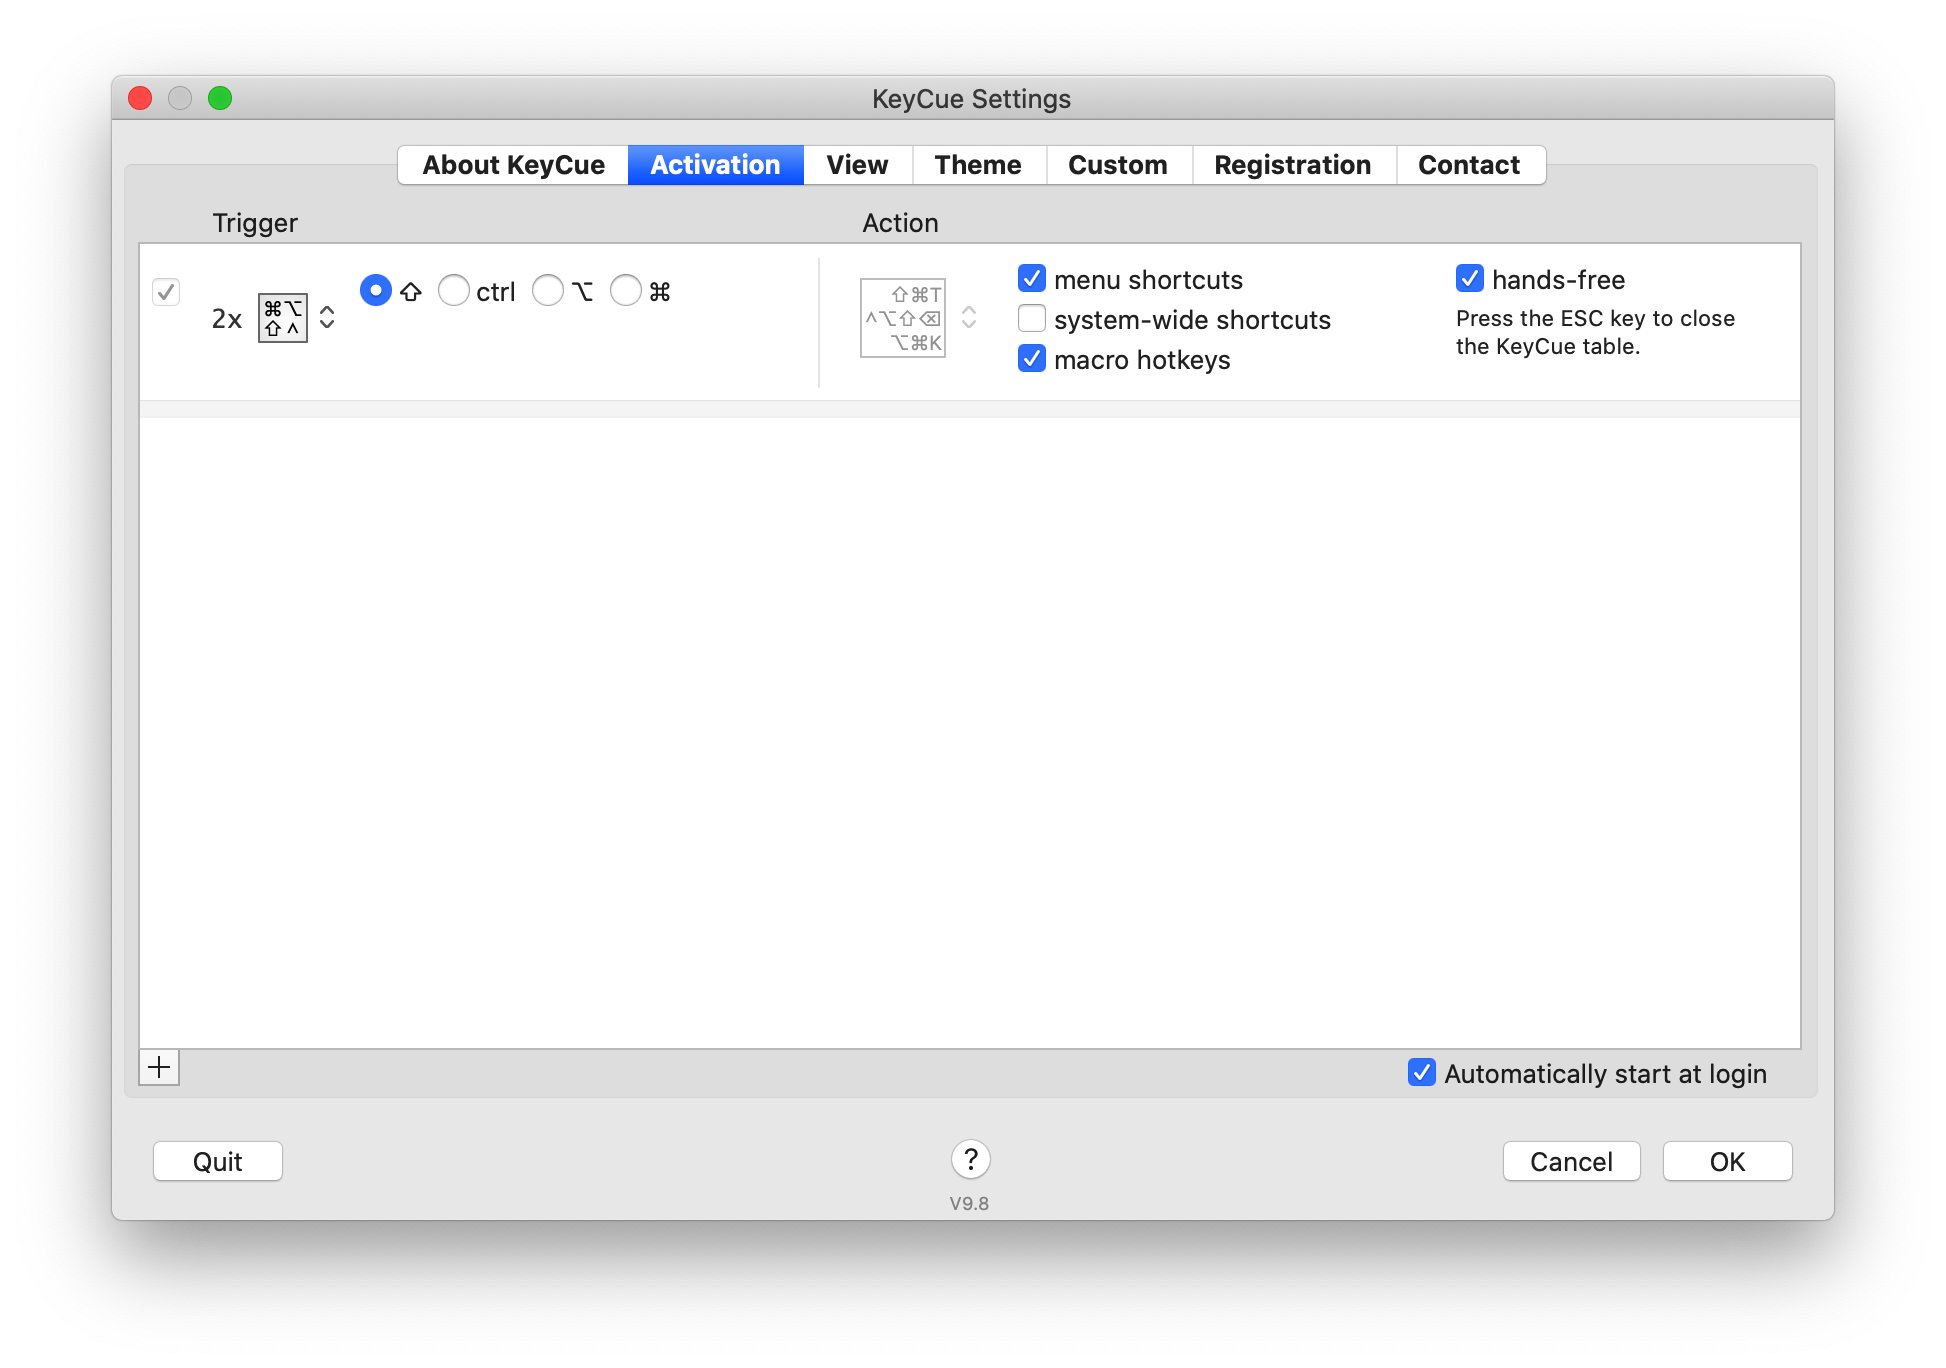 KeyCue Settings
About KeyCue Activation View Theme Custom Registration Contact
Trigger Action
2x ⌘⌥ ⇧^ ⇧ ctrl ⌥ ⌘
⇧⌘T
^⌥⇧⌫
⌥⌘K
menu shortcuts
system-wide shortcuts
macro hotkeys
hands-free
Press the ESC key to close
the KeyCue table.
+
Automatically start at login
Quit ? Cancel OK
V9.8